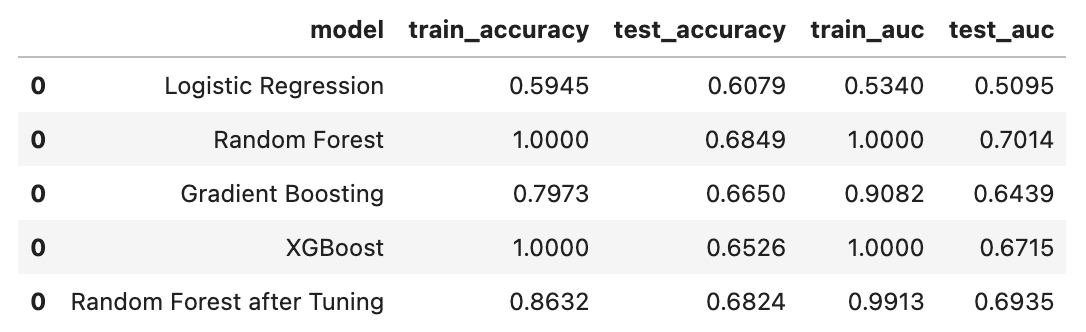 model train_accuracy test_accuracy train_auc test_auc
0 Logistic Regression 0.5945 0.6079 0.5340 0.5095
0 Random Forest 1.0000 0.6849 1.0000 0.7014
0 Gradient Boosting 0.7973 0.6650 0.9082 0.6439
0 XGBoost 1.0000 0.6526 1.0000 0.6715
0 Random Forest after Tuning 0.8632 0.6824 0.9913 0.6935